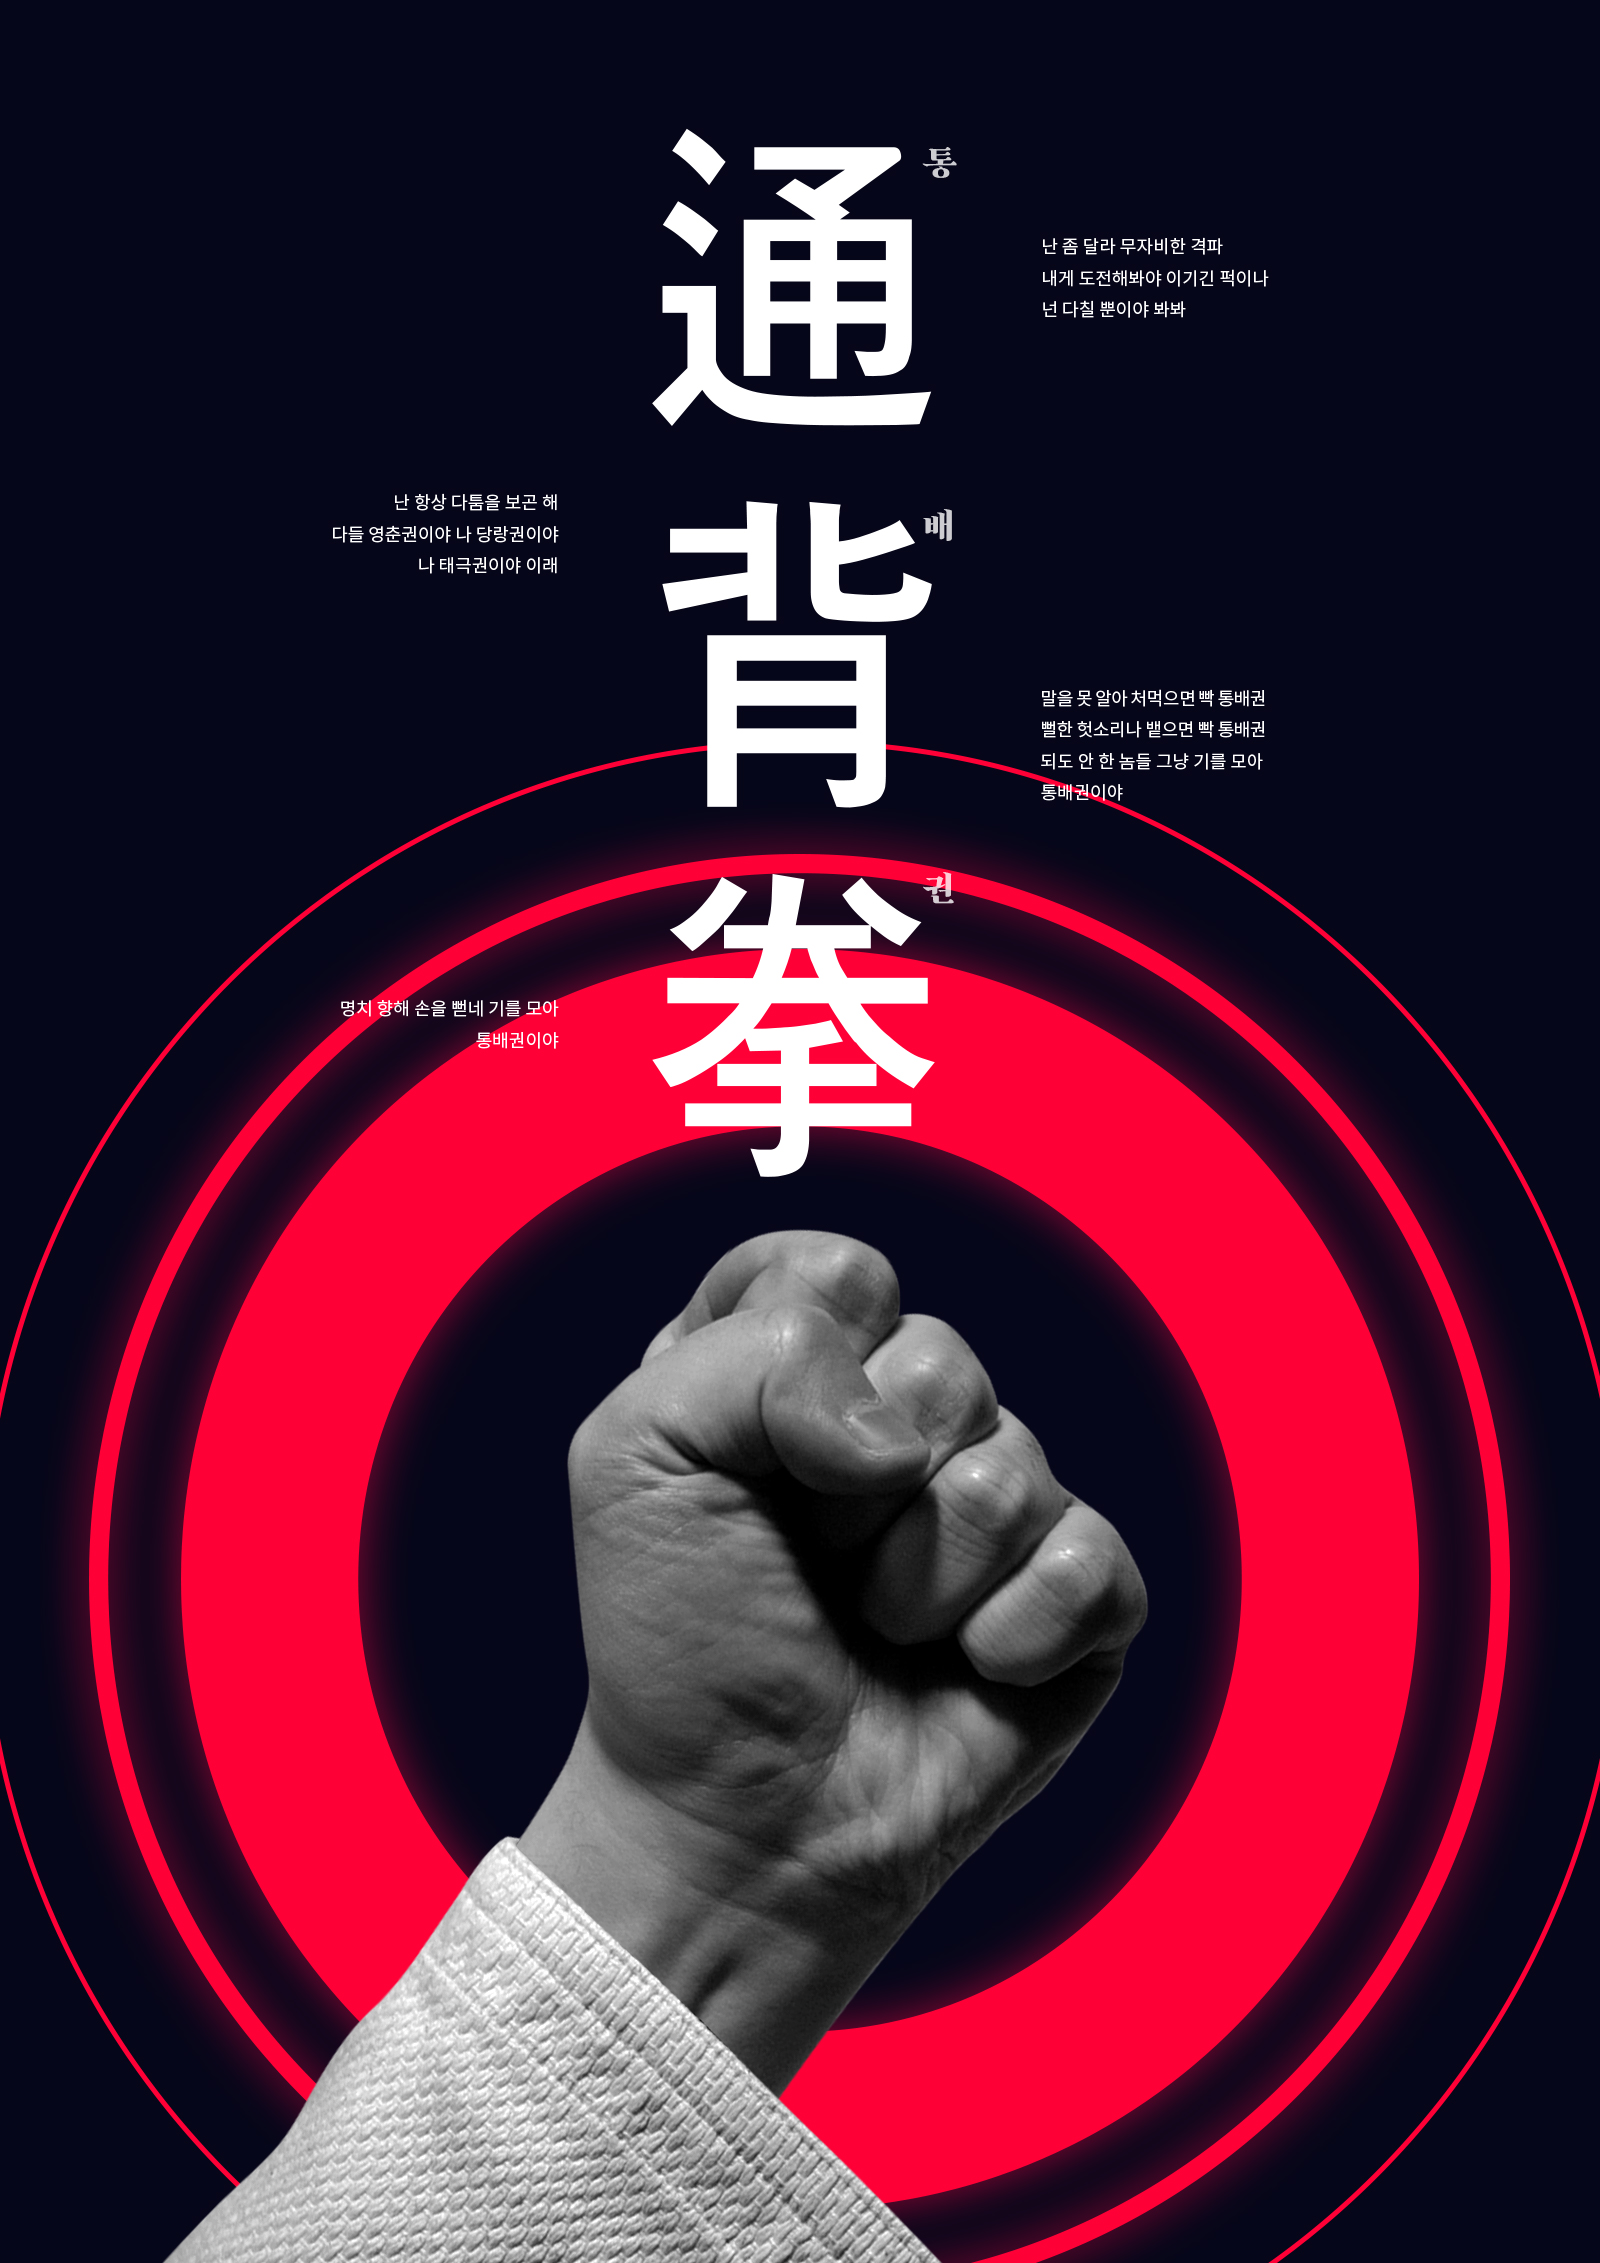 通
통
난 좀 달라 무자비한 격파
내게 도전해봐야 이기긴 퍽이나
넌 다칠 뿐이야 봐봐
난 항상 다툼을 보곤 해
다들 영춘권이야 나 당랑권이야
나 태극권이야 이래
背
배
말을 못 알아 처먹으면 빡 통배권
뻘한 헛소리나 뱉으면 빡 통배권
되도 안 한 놈들 그냥 기를 모아
통배권이야
拳
권
명치 향해 손을 뻗네 기를 모아
통배권이야